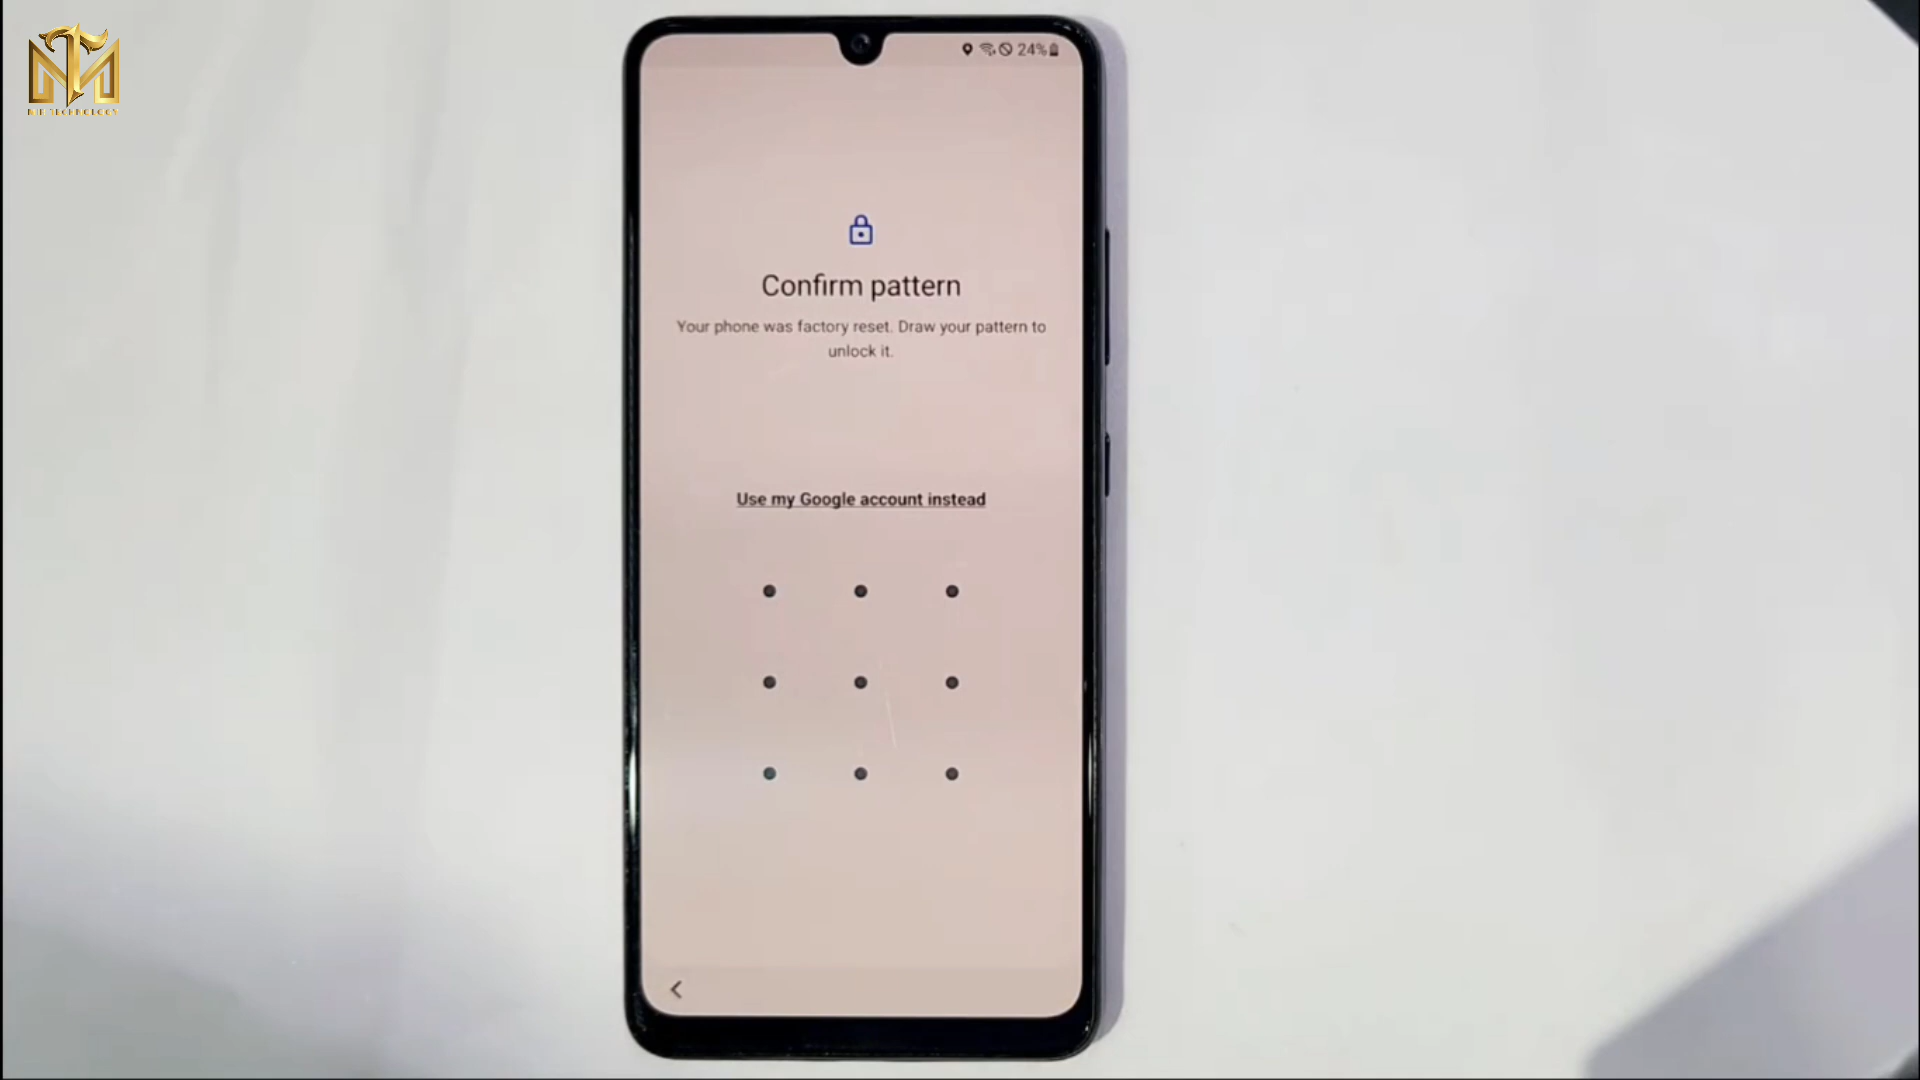 24%
Confirm pattern
Your phone was factory reset. Draw your pattern to
unlock it.
Use my Google account instead